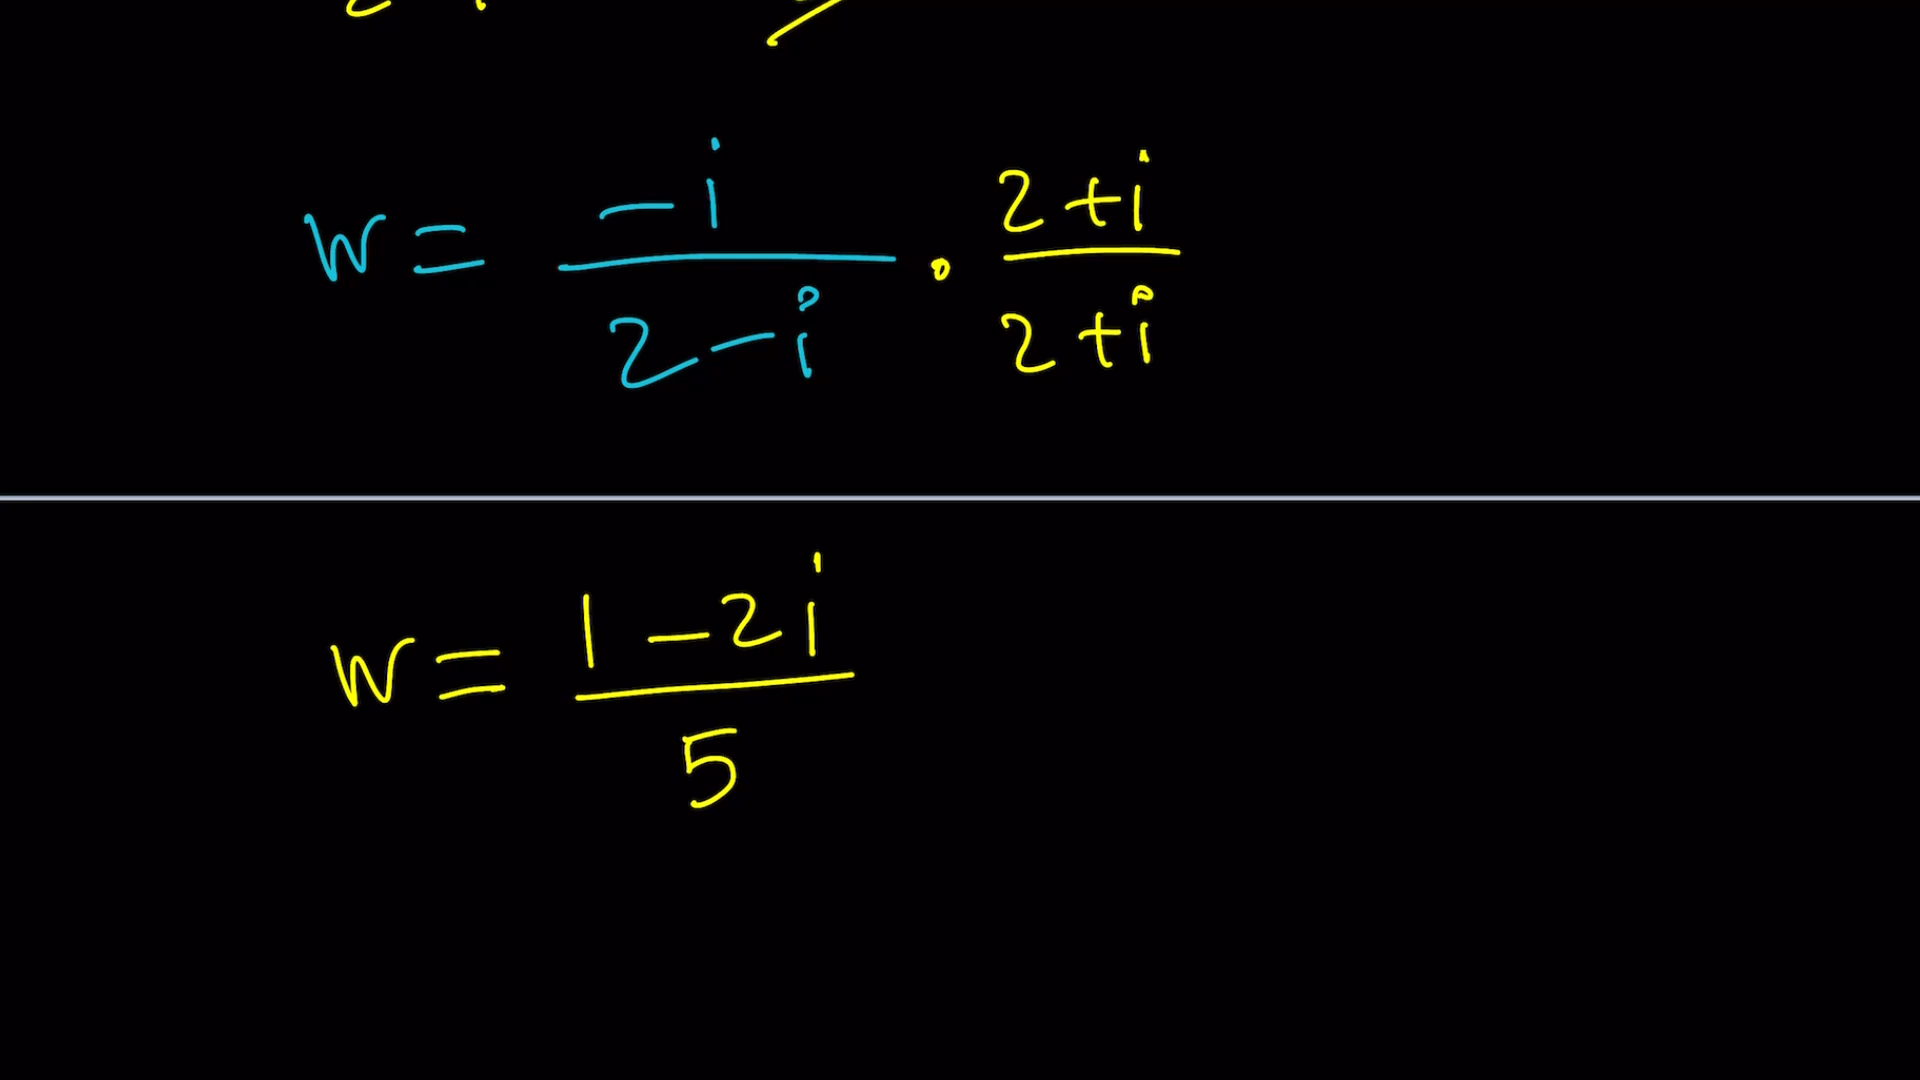 w = -i / 2-i · 2+i / 2+i
w = 1-2i / 5